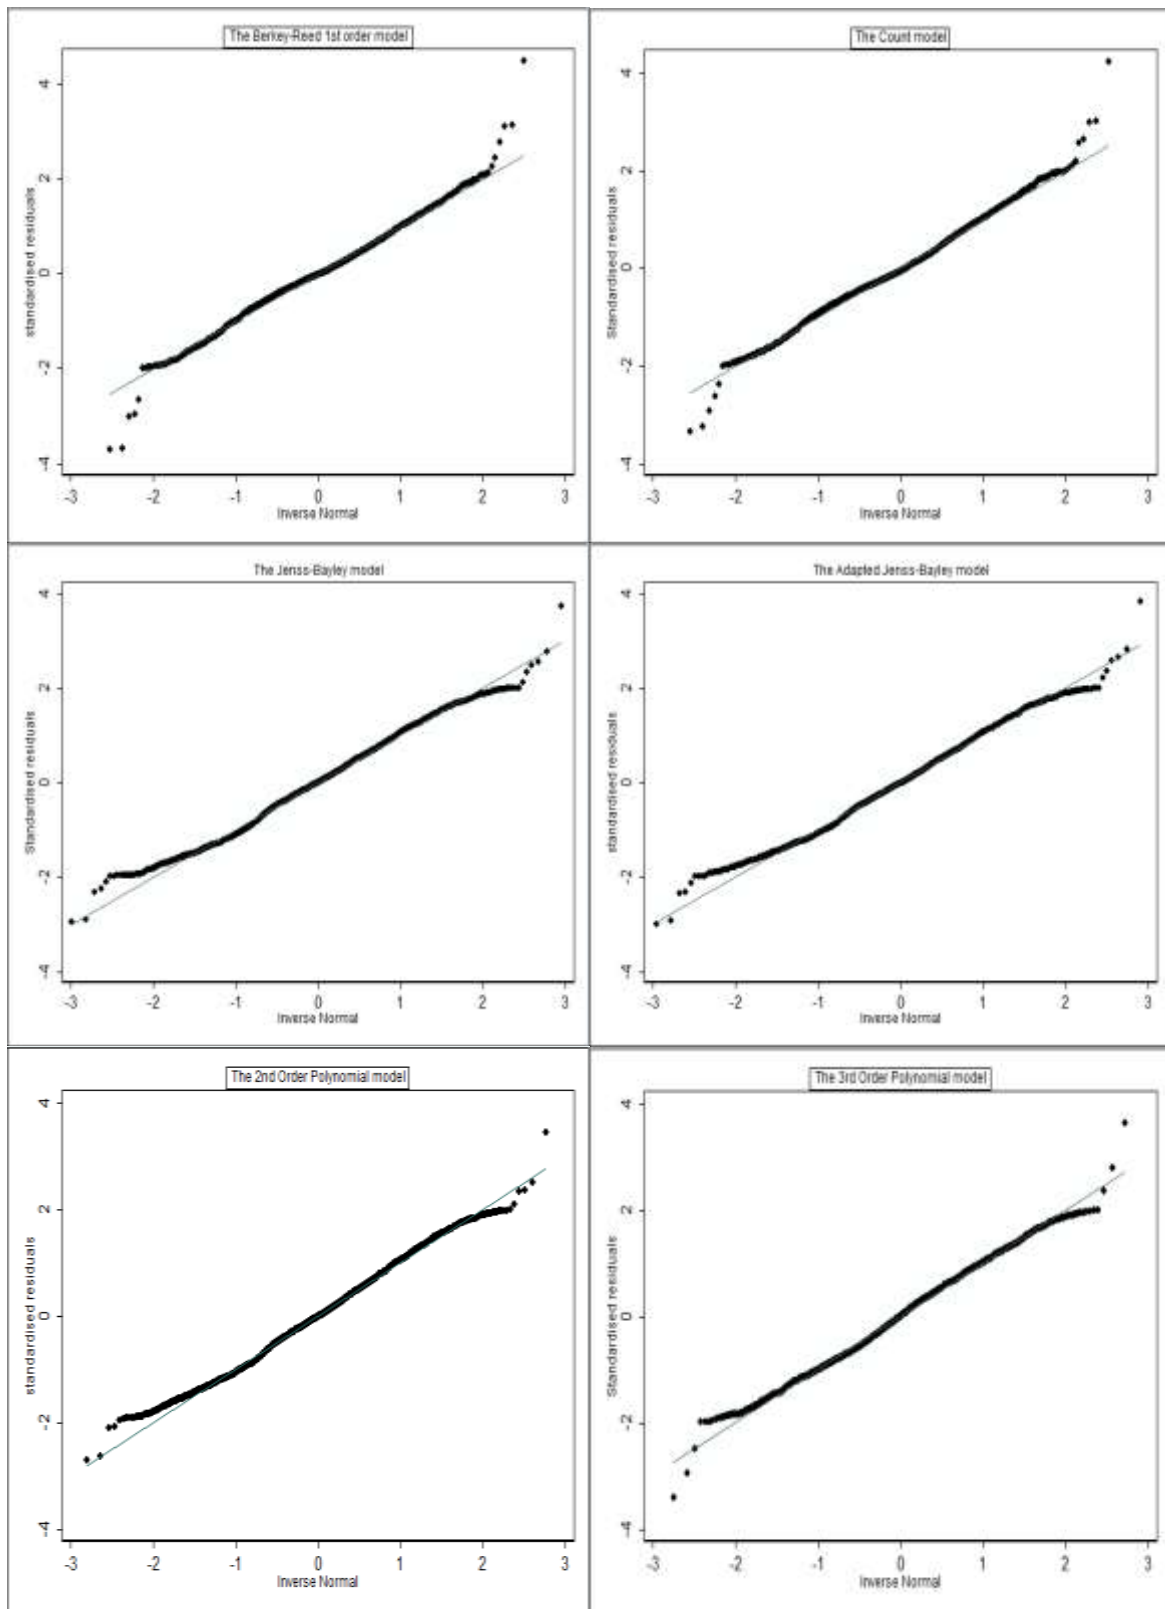 The Berkey-Reed 1st order model
standardised residuals
4
2
0
-2
-4
-3 -2 -1 0 1 2 3
Inverse Normal
The Count model
Standardised residuals
4
2
0
-2
-4
-3 -2 -1 0 1 2 3
Inverse Normal
The Jenss-Bayley model
Standardised residuals
4
2
0
-2
-4
-3 -2 -1 0 1 2 3
Inverse Normal
The Adapted Jenss-Bayley model
standardised residuals
4
2
0
-2
-4
-3 -2 -1 0 1 2 3
Inverse Normal
The 2nd Order Polynomial model
standardised residuals
4
2
0
-2
-4
-3 -2 -1 0 1 2 3
Inverse Normal
The 3rd Order Polynomial model
Standardised residuals
4
2
0
-2
-4
-3 -2 -1 0 1 2 3
Inverse Normal